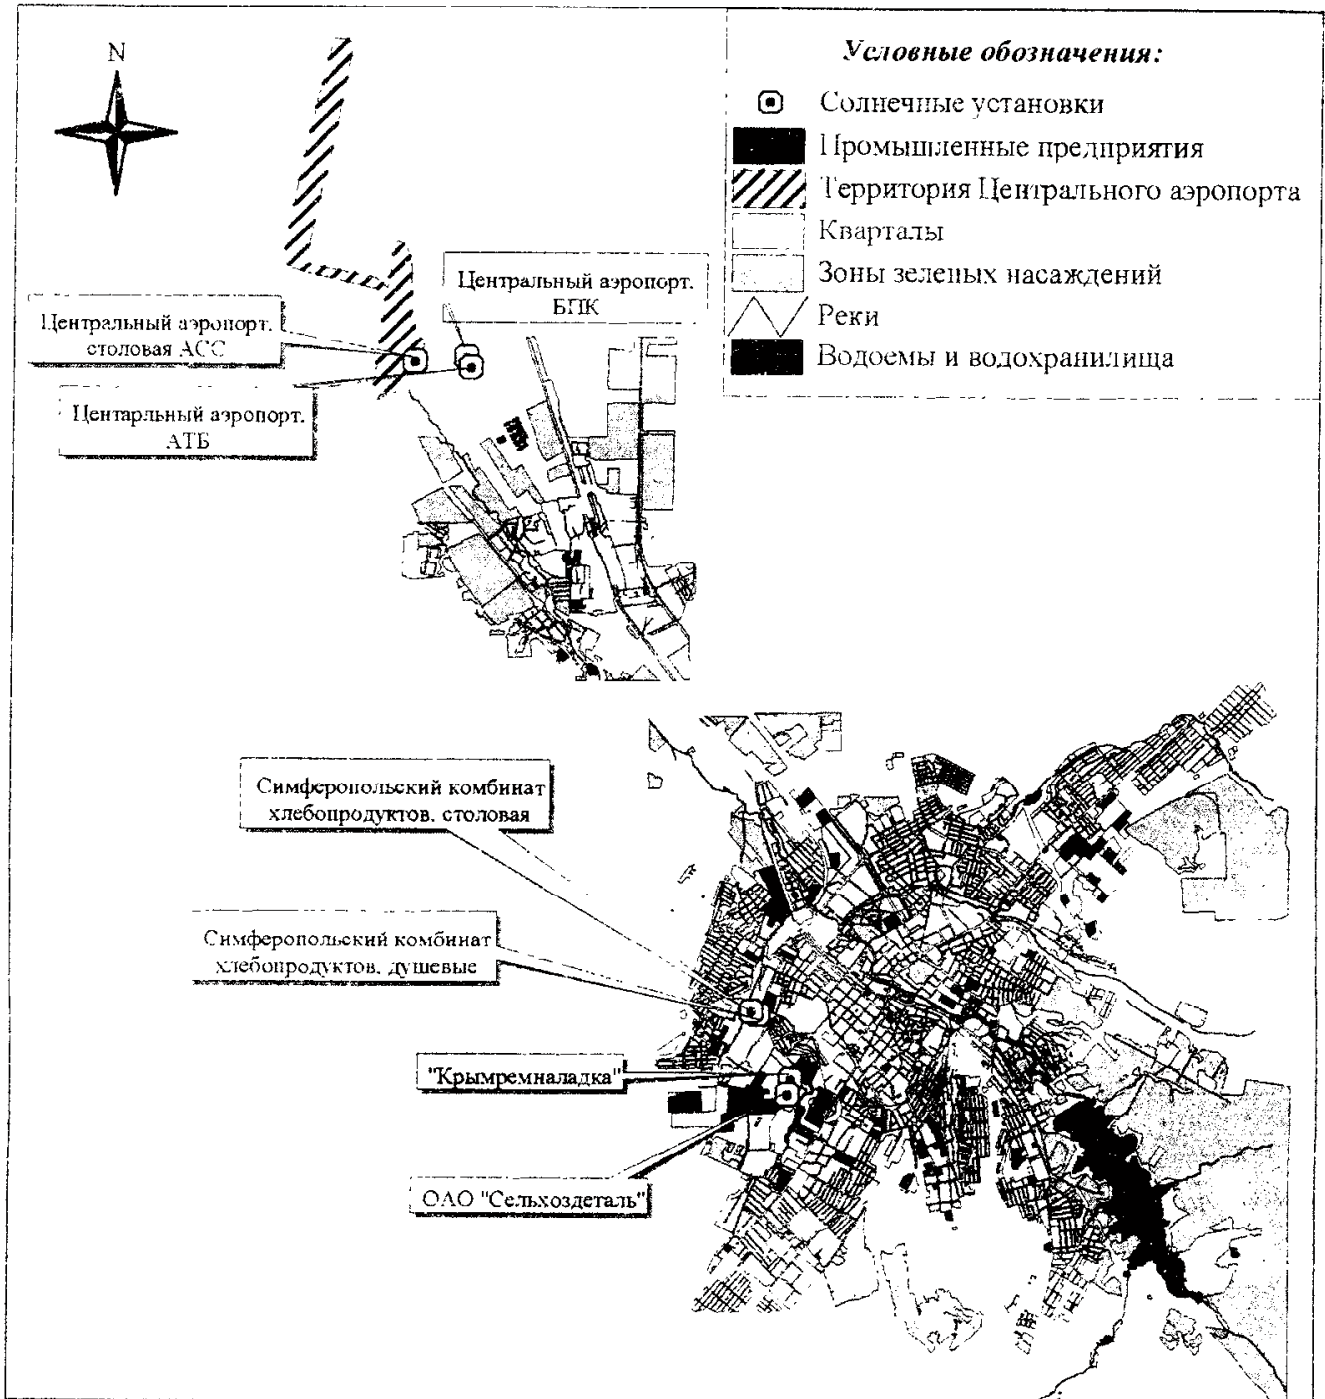 N
Условные обозначения:
Солнечные установки
Промышленные предприятия
Территория Центрального аэропорта
Кварталы
Зоны зеленых насаждений
Реки
Водоемы и водохранилища
Центральный аэропорт.
БПК
Центральный аэропорт.
столовая АСС
Центарльный аэропорт.
АТБ
Симферопольский комбинат
хлебопродуктов. столовая
Симферопольский комбинат
хлебопродуктов. душевые
"Крымремналадка"
ОАО "Сельхоздеталь"